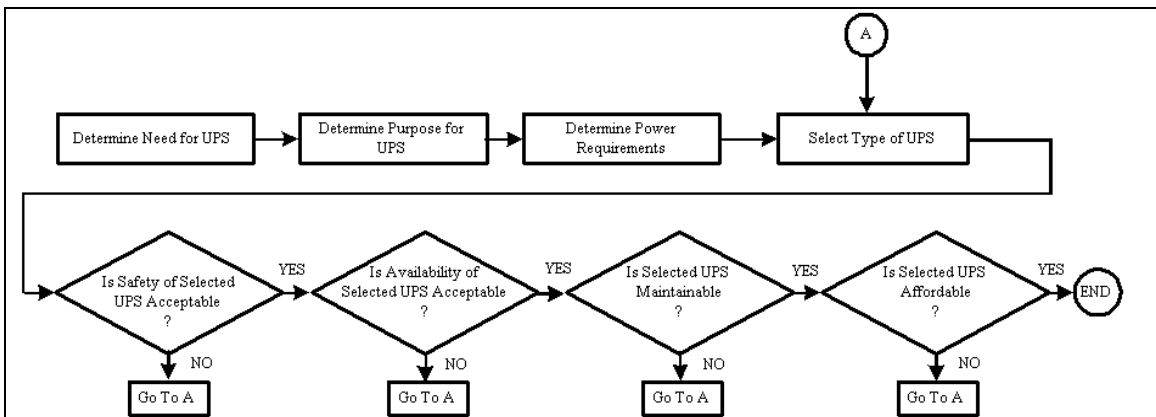 A
Determine Need for UPS
Determine Purpose for
UPS
Determine Power
Requirements
Select Type of UPS
Is Safety of Selected
UPS Acceptable
?
YES
Is Availability of
Selected UPS Acceptable
?
YES
Is Selected UPS
Maintainable
?
YES
Is Selected UPS
Affordable
?
YES
END
NO
NO
NO
NO
Go To A
Go To A
Go To A
Go To A